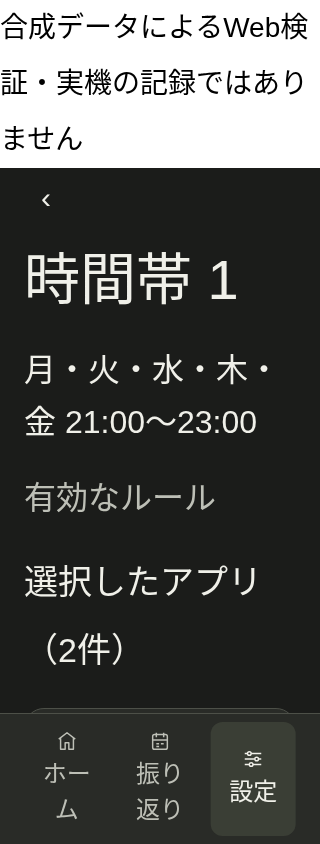 合成データによるWeb検
証・実機の記録ではあり
ません
‹
時間帯 1
月・火・水・木・
金 21:00〜23:00
有効なルール
選択したアプリ
（2件）
ホー
ム
振り
返り
設定